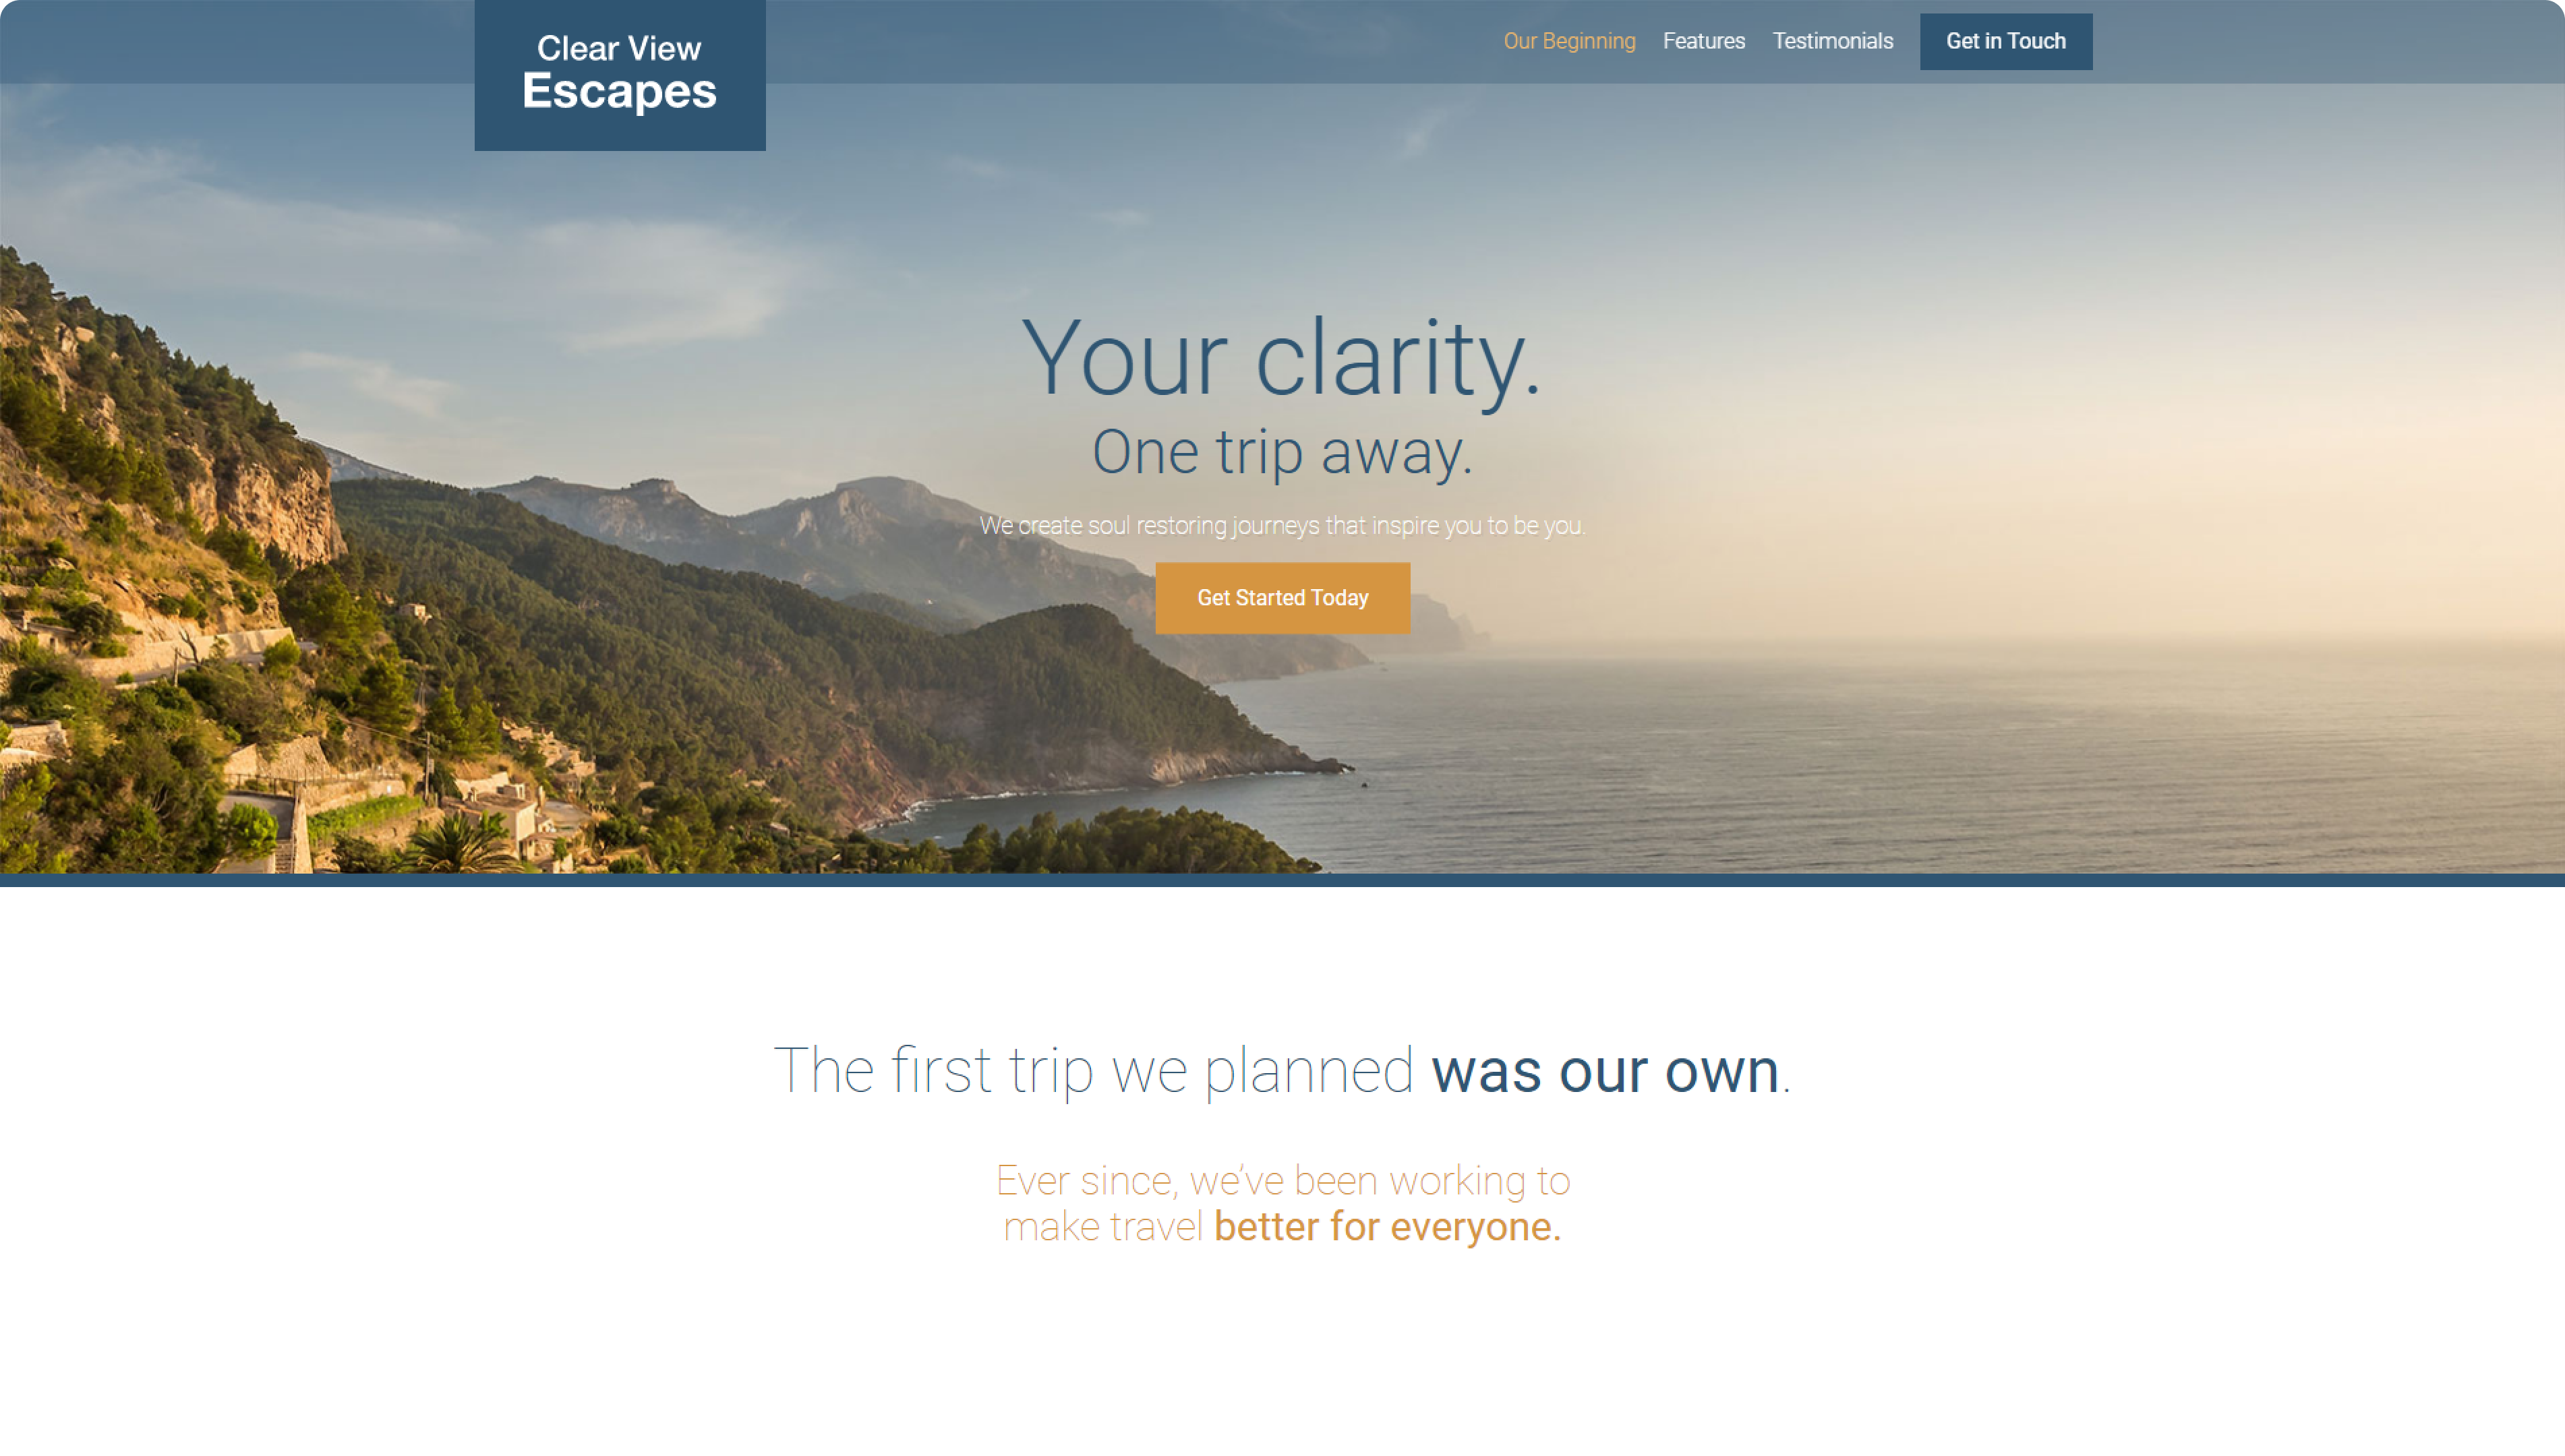 Clear View
Escapes
Our Beginning
Features
Testimonials
Get in Touch
Your clarity.
One trip away.
We create soul restoring journeys that inspire you to be you.
Get Started Today
The first trip we planned was our own.
Ever since, we’ve been working to
make travel better for everyone.